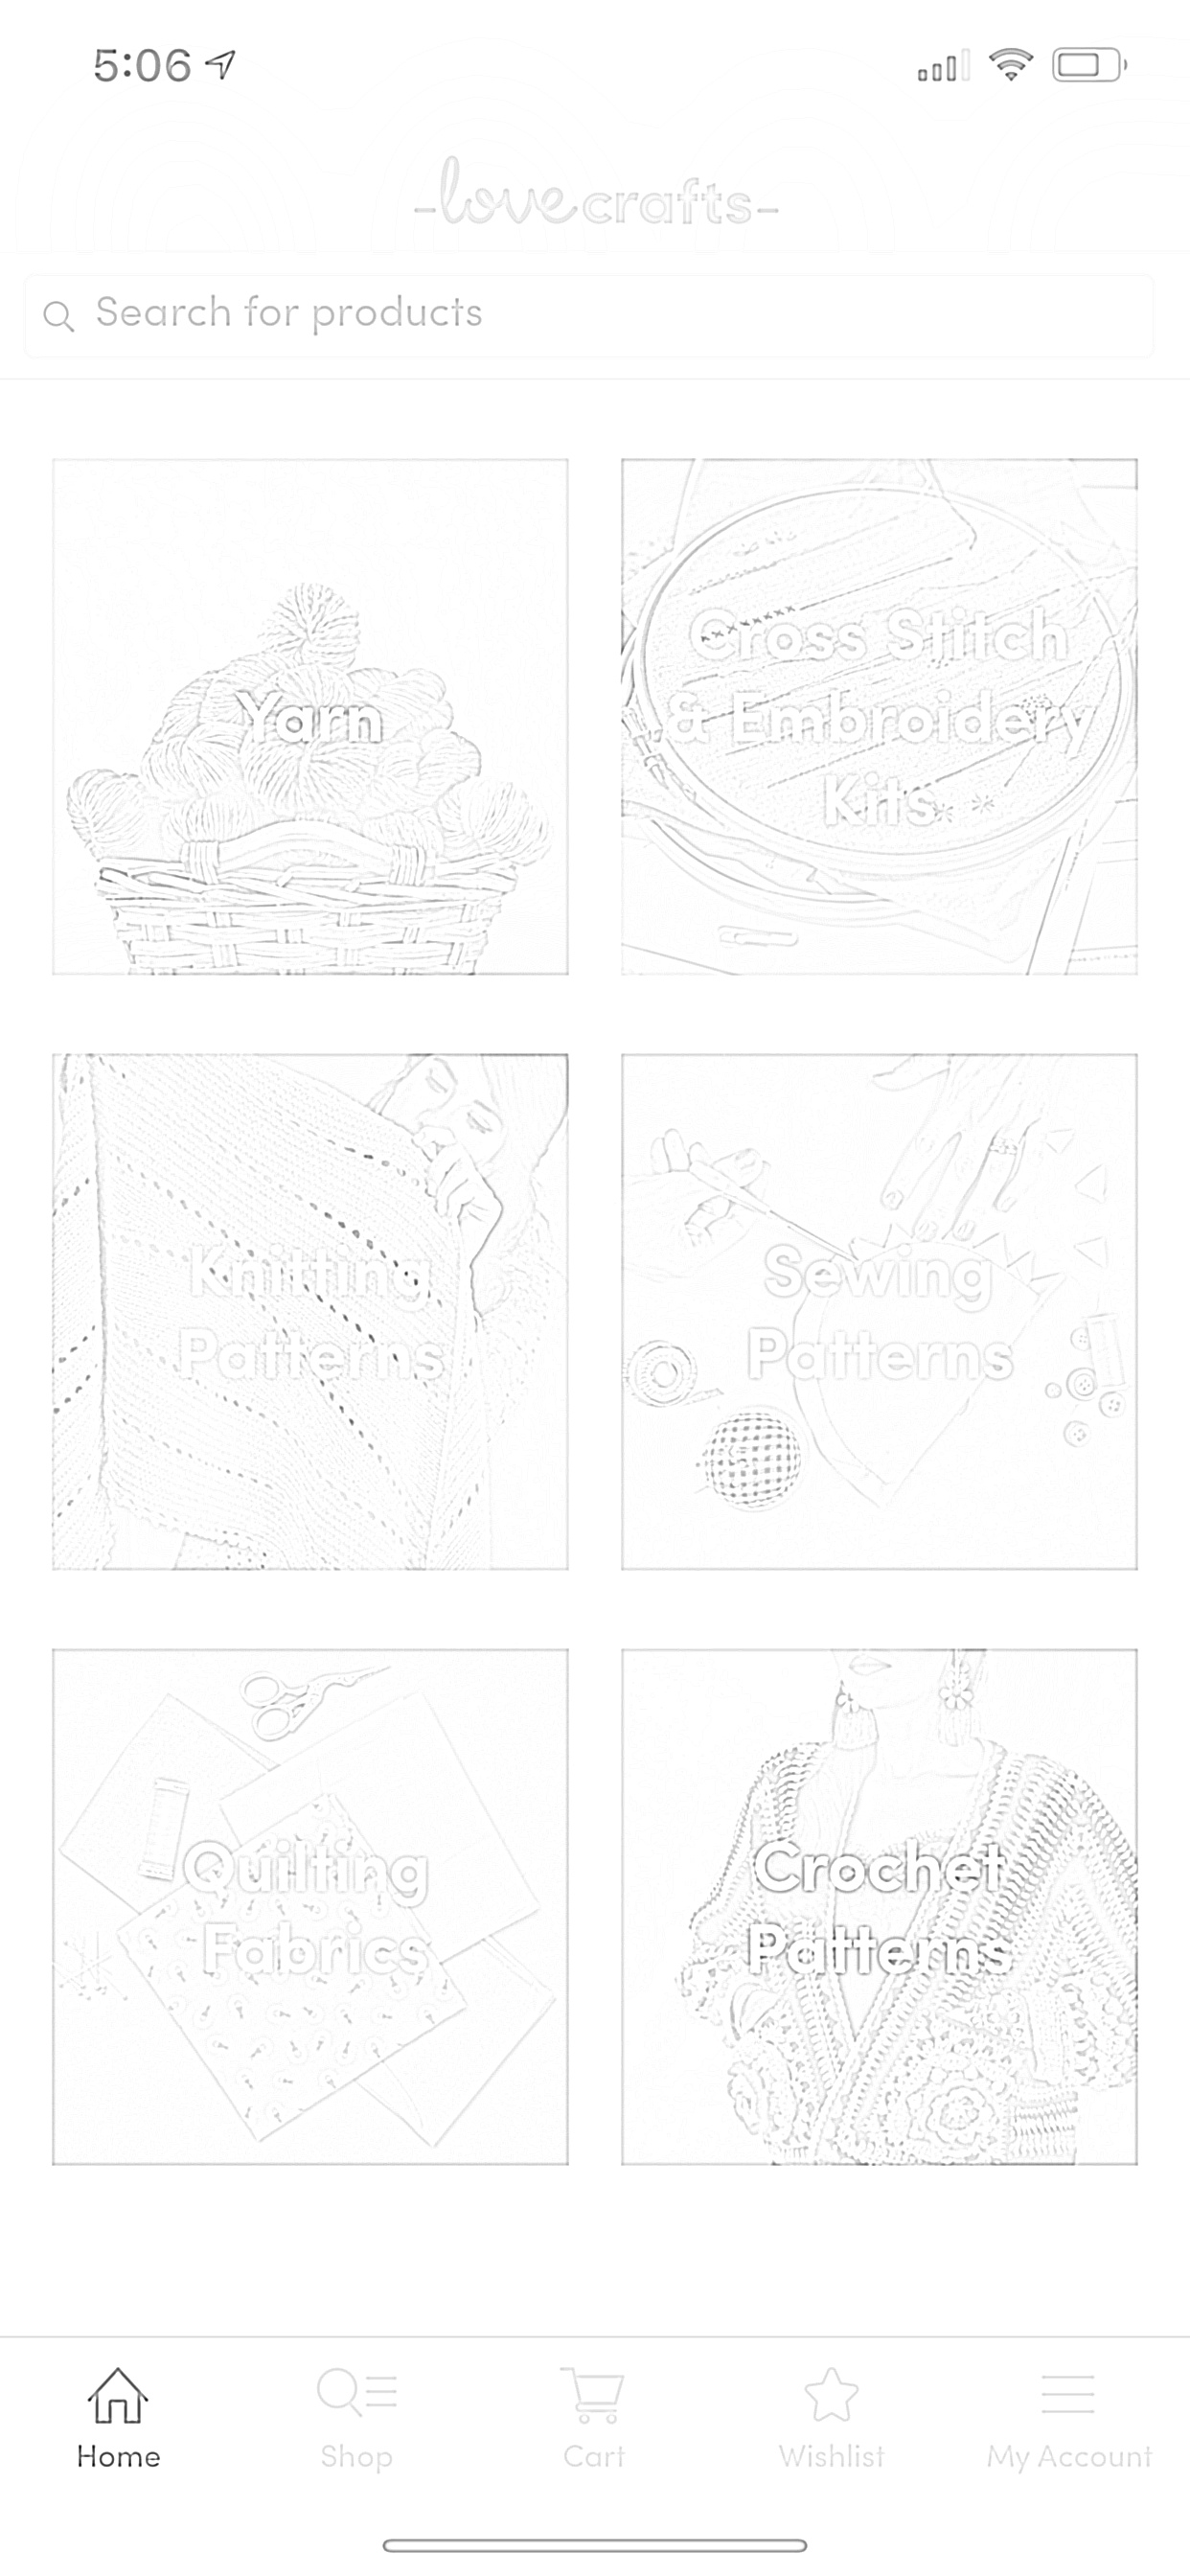 5:06
-lovecrafts-
Search for products
Yarn
Cross Stitch
& Embroidery
Kits
Knitting
Patterns
Sewing
Patterns
Quilting
Fabrics
Crochet
Patterns
Home
Shop
Cart
Wishlist
My Account